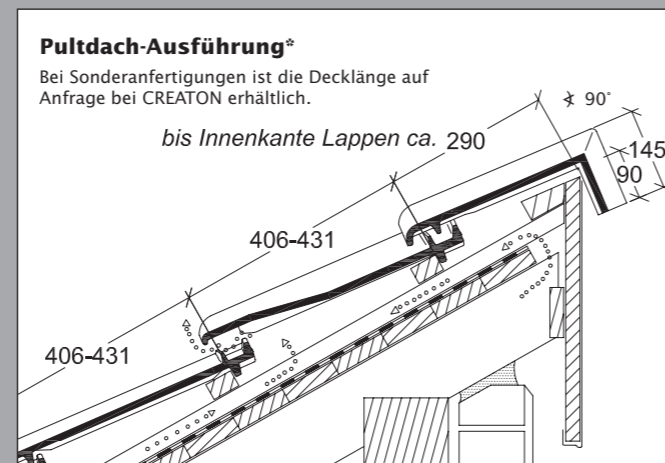 Pultdach-Ausführung*
Bei Sonderanfertigungen ist die Decklänge auf
Anfrage bei CREATON erhältlich.
∢ 90°
bis Innenkante Lappen ca. 290
145
90
406-431
406-431